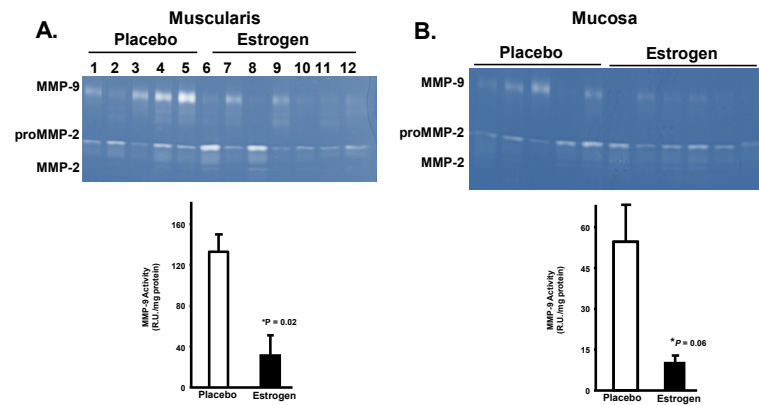 A.
Muscularis
Placebo Estrogen
1 2 3 4 5 6 7 8 9 10 11 12
MMP-9
proMMP-2
MMP-2
MMP-9 Activity
(R.U./mg protein)
160
120
80
40
0
*P = 0.02
Placebo Estrogen
B.
Mucosa
Placebo Estrogen
MMP-9
proMMP-2
MMP-2
MMP-9 Activity
(R.U./mg protein)
60
45
30
15
0
*P = 0.06
Placebo Estrogen